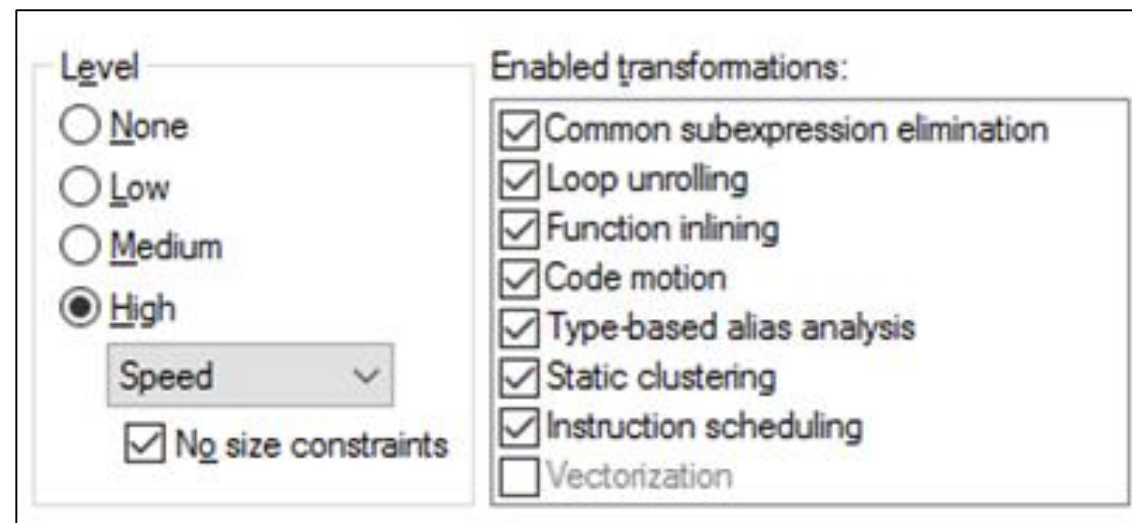 Level
None
Low
Medium
High
Speed
No size constraints
Enabled transformations:
Common subexpression elimination
Loop unrolling
Function inlining
Code motion
Type-based alias analysis
Static clustering
Instruction scheduling
Vectorization